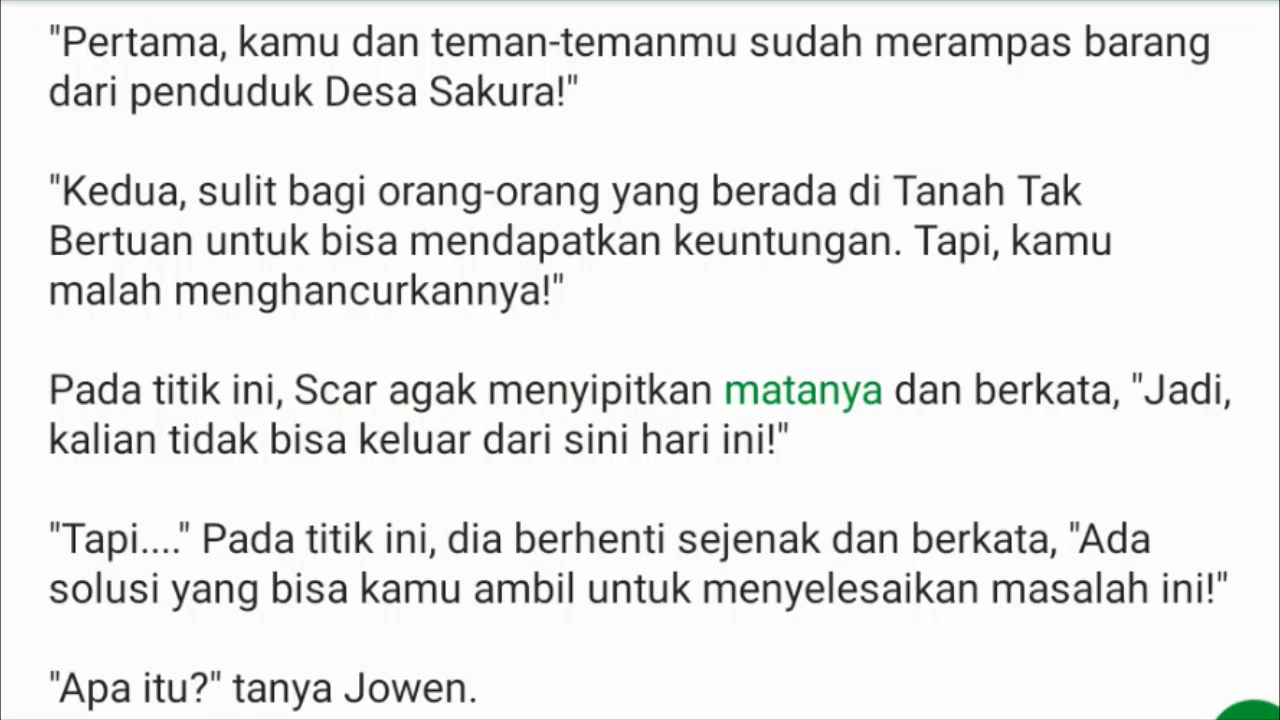 "Pertama, kamu dan teman-temanmu sudah merampas barang
dari penduduk Desa Sakura!"
"Kedua, sulit bagi orang-orang yang berada di Tanah Tak
Bertuan untuk bisa mendapatkan keuntungan. Tapi, kamu
malah menghancurkannya!"
Pada titik ini, Scar agak menyipitkan matanya dan berkata, "Jadi,
kalian tidak bisa keluar dari sini hari ini!"
"Tapi...." Pada titik ini, dia berhenti sejenak dan berkata, "Ada
solusi yang bisa kamu ambil untuk menyelesaikan masalah ini!"
"Apa itu?" tanya Jowen.